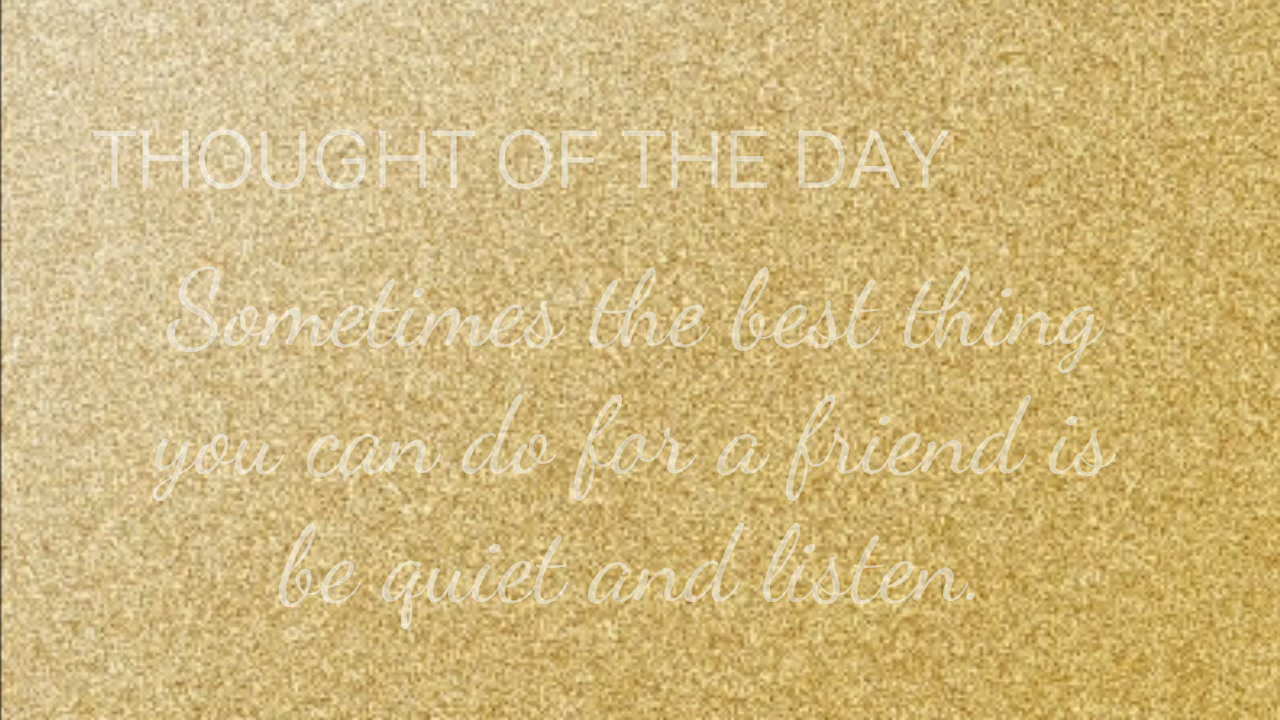 THOUGHT OF THE DAY
Sometimes the best thing
you can do for a friend is
be quiet and listen.